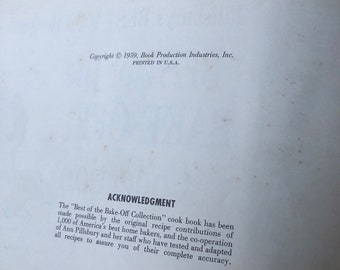 Copyright © 1959, Book Production Industries, Inc.
PRINTED IN U.S.A.
ACKNOWLEDGMENT
The "Best of the Bake-Off Collection" cook book has been
made possible by the original recipe contributions of
1,000 of America's best home bakers, and the co-operation
of Ann Pillsbury and her staff who have tested and adapted
all recipes to assure you of their complete accuracy.